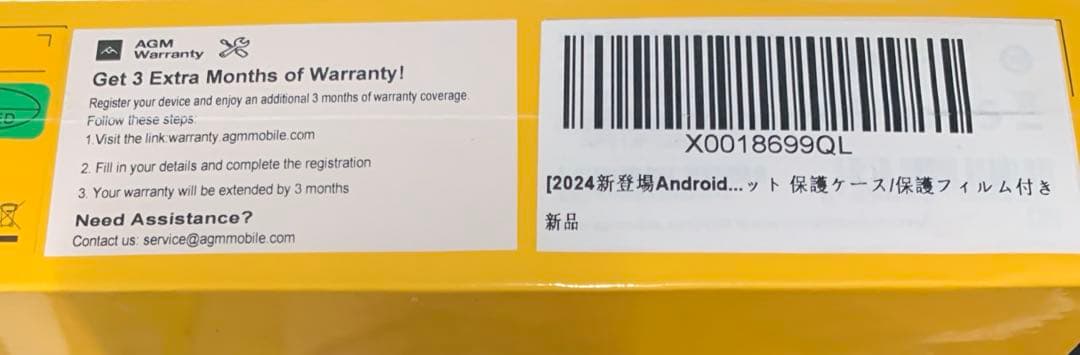 AGM
Warranty
Get 3 Extra Months of Warranty!
Register your device and enjoy an additional 3 months of warranty coverage.
Follow these steps:
1.Visit the link:warranty.agmmobile.com
2. Fill in your details and complete the registration
3. Your warranty will be extended by 3 months
Need Assistance?
Contact us: service@agmmobile.com
ED
X0018699QL
[2024新登場Android...ット 保護ケース/保護フィルム付き
新品